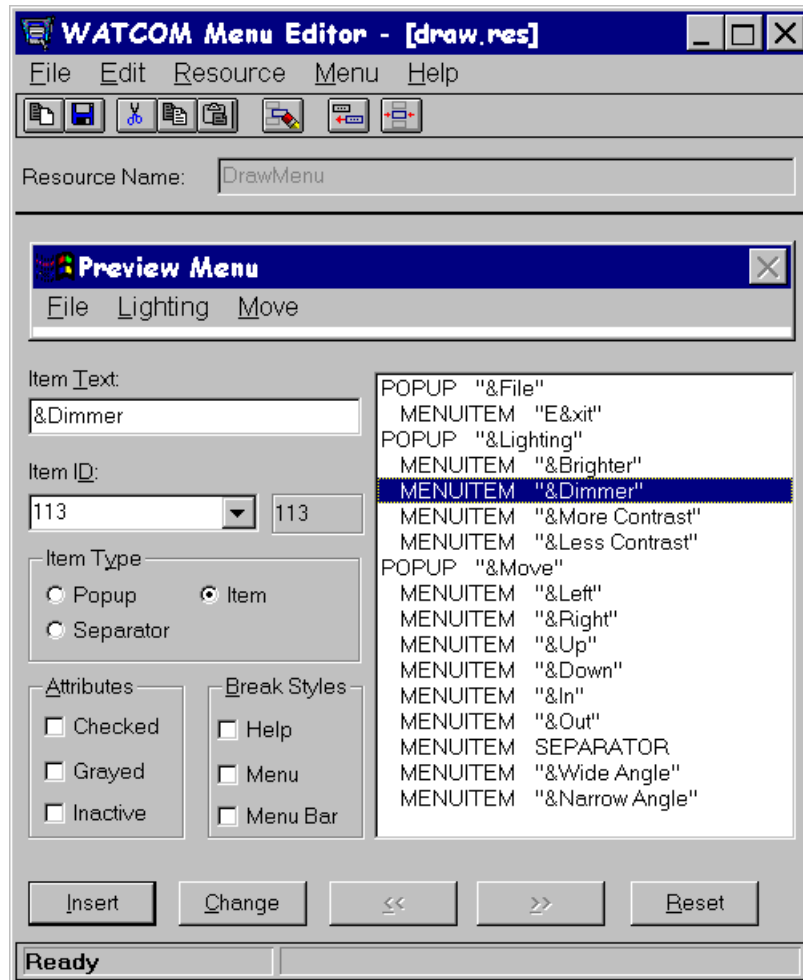 WATCOM Menu Editor - [draw.res]
File Edit Resource Menu Help
Resource Name: DrawMenu
Preview Menu
File Lighting Move
Item Text:
&Dimmer
Item ID:
113 113
Item Type
Popup Item
Separator
Attributes
Checked
Grayed
Inactive
Break Styles
Help
Menu
Menu Bar
POPUP "&File"
MENUITEM "E&xit"
POPUP "&Lighting"
MENUITEM "&Brighter"
MENUITEM "&Dimmer"
MENUITEM "&More Contrast"
MENUITEM "&Less Contrast"
POPUP "&Move"
MENUITEM "&Left"
MENUITEM "&Right"
MENUITEM "&Up"
MENUITEM "&Down"
MENUITEM "&In"
MENUITEM "&Out"
MENUITEM SEPARATOR
MENUITEM "&Wide Angle"
MENUITEM "&Narrow Angle"
Insert Change << >> Reset
Ready